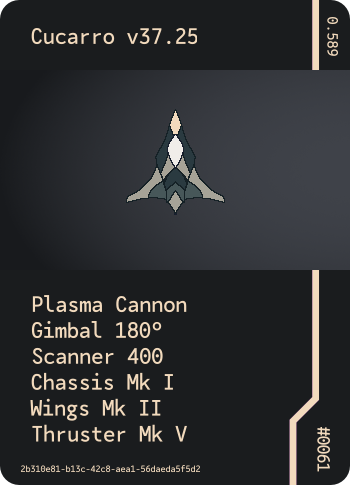 Cucarro v37.25
0.589
Plasma Cannon
Gimbal 180°
Scanner 400
Chassis Mk I
Wings Mk II
Thruster Mk V
#0061
2b310e81-b13c-42c8-aea1-56daeda5f5d2